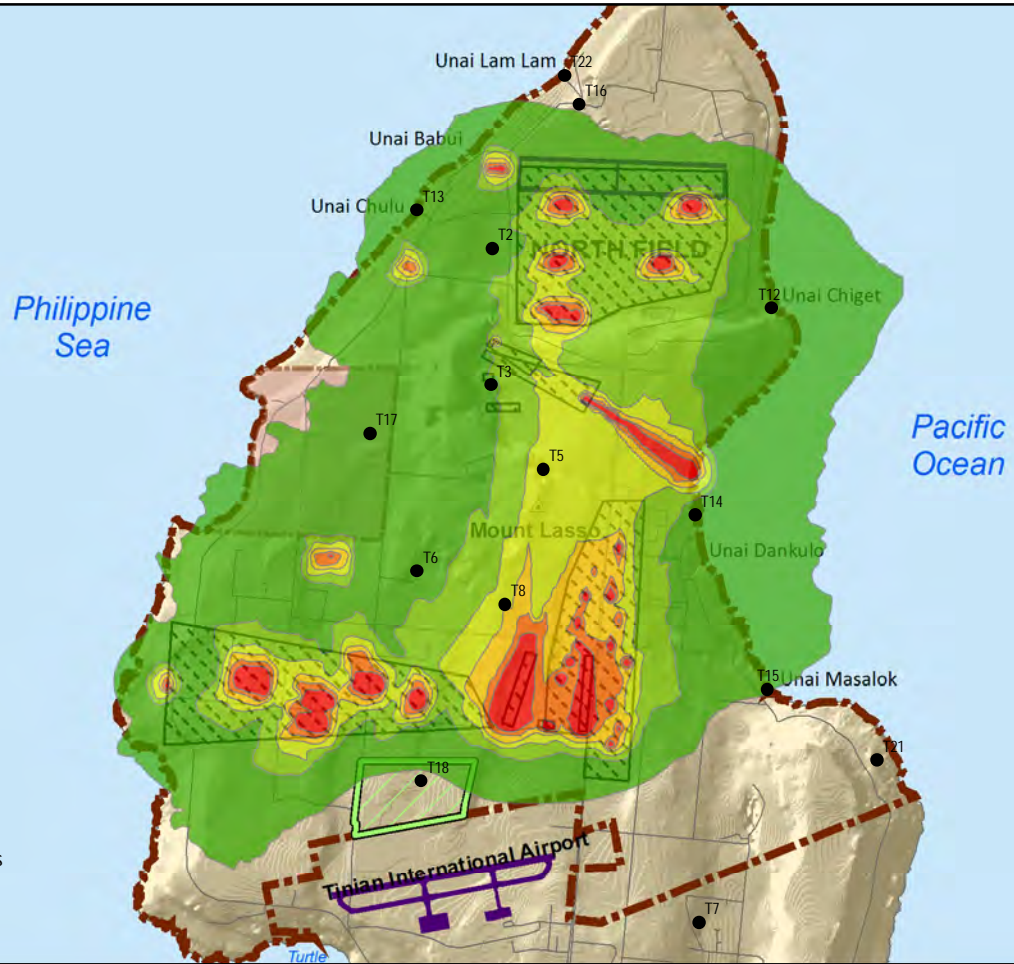 Unai Lam Lam
T22
T16
Unai Babui
Unai Chulu
T13
T2
NORTH FIELD
Philippine
Sea
T12
Unai Chiget
T3
T17
Pacific
Ocean
T5
T14
Mount Lasso
Unai Dankulo
T6
T8
T15
Unai Masalok
T21
T18
s
Tinian International Airport
T7
Turtle